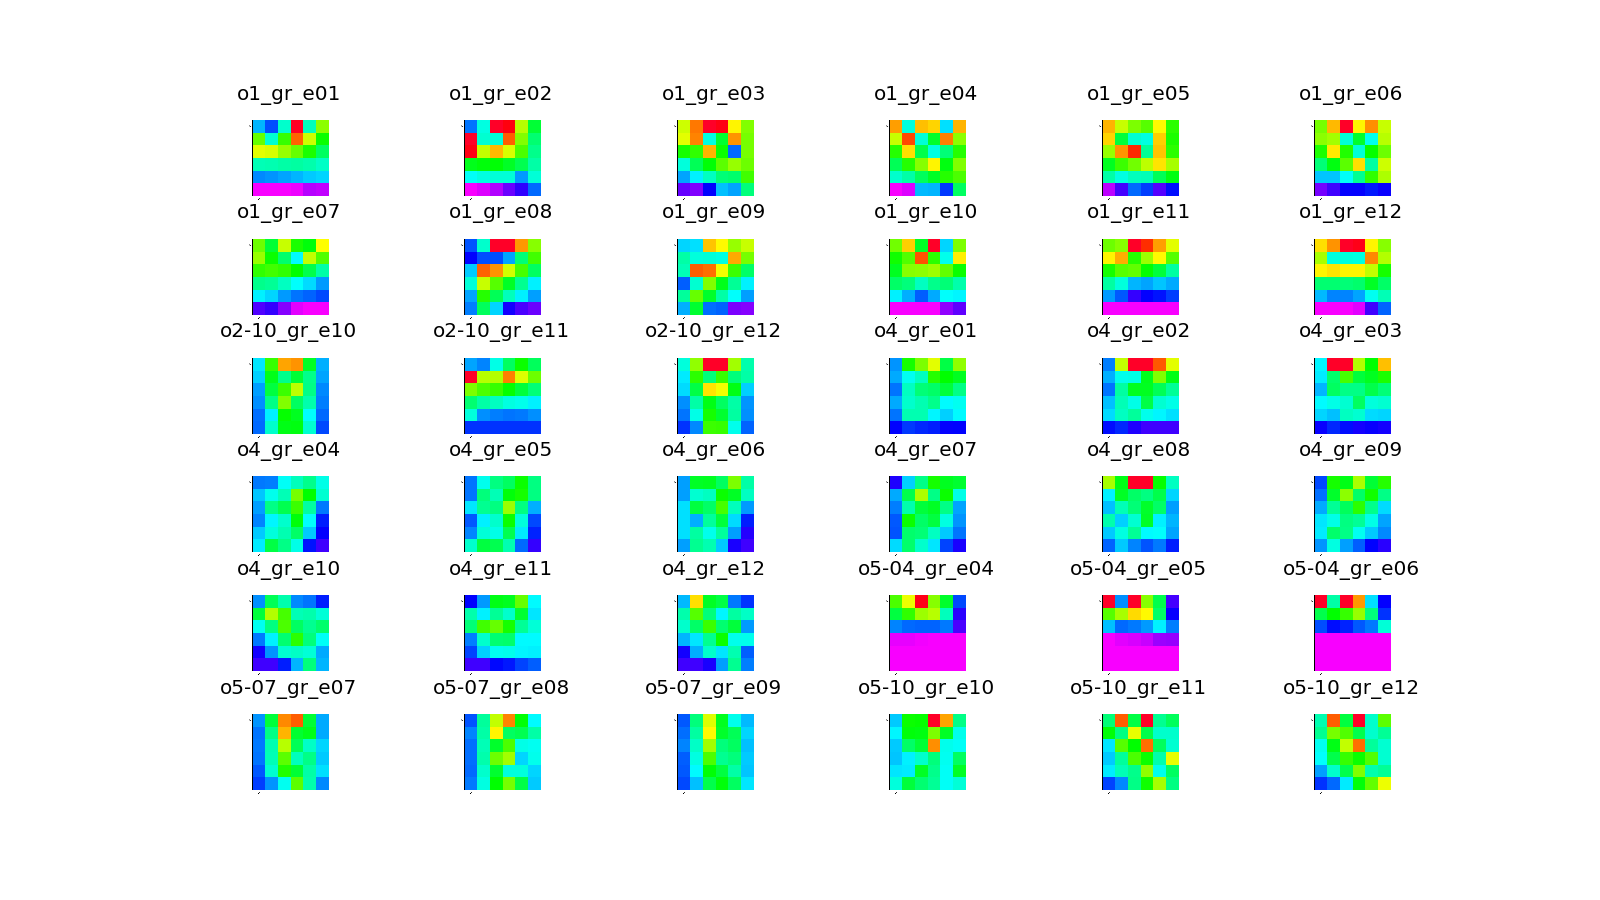 o1_gr_e01 o1_gr_e02 o1_gr_e03 o1_gr_e04 o1_gr_e05 o1_gr_e06
o1_gr_e07 o1_gr_e08 o1_gr_e09 o1_gr_e10 o1_gr_e11 o1_gr_e12
o2-10_gr_e10 o2-10_gr_e11 o2-10_gr_e12 o4_gr_e01 o4_gr_e02 o4_gr_e03
o4_gr_e04 o4_gr_e05 o4_gr_e06 o4_gr_e07 o4_gr_e08 o4_gr_e09
o4_gr_e10 o4_gr_e11 o4_gr_e12 o5-04_gr_e04 o5-04_gr_e05 o5-04_gr_e06
o5-07_gr_e07 o5-07_gr_e08 o5-07_gr_e09 o5-10_gr_e10 o5-10_gr_e11 o5-10_gr_e12